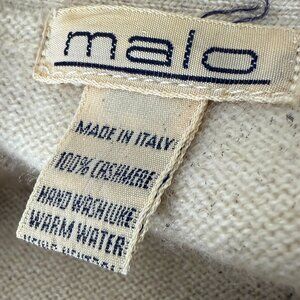 malo
MADE IN ITALY
100% CASHMERE
HAND WASH LUKE
WARM WATER